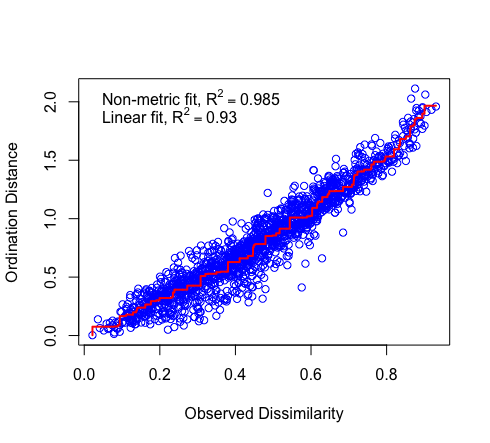 Non-metric fit, R² = 0.985
Linear fit, R² = 0.93
Ordination Distance
2.0
1.5
1.0
0.5
0.0
0.0 0.2 0.4 0.6 0.8
Observed Dissimilarity